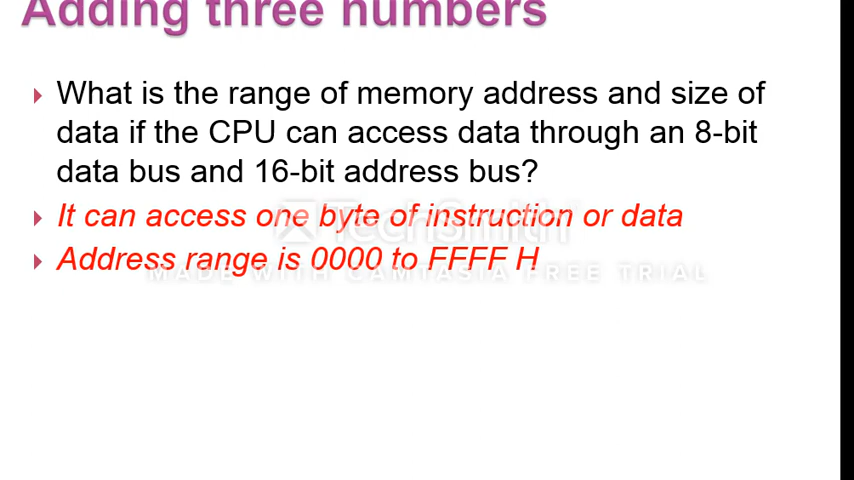 Adding three numbers
What is the range of memory address and size of
data if the CPU can access data through an 8-bit
data bus and 16-bit address bus?
It can access one byte of instruction or data
TechSmith
Address range is 0000 to FFFF H
MADE WITH CAMTASIA FREE TRIAL